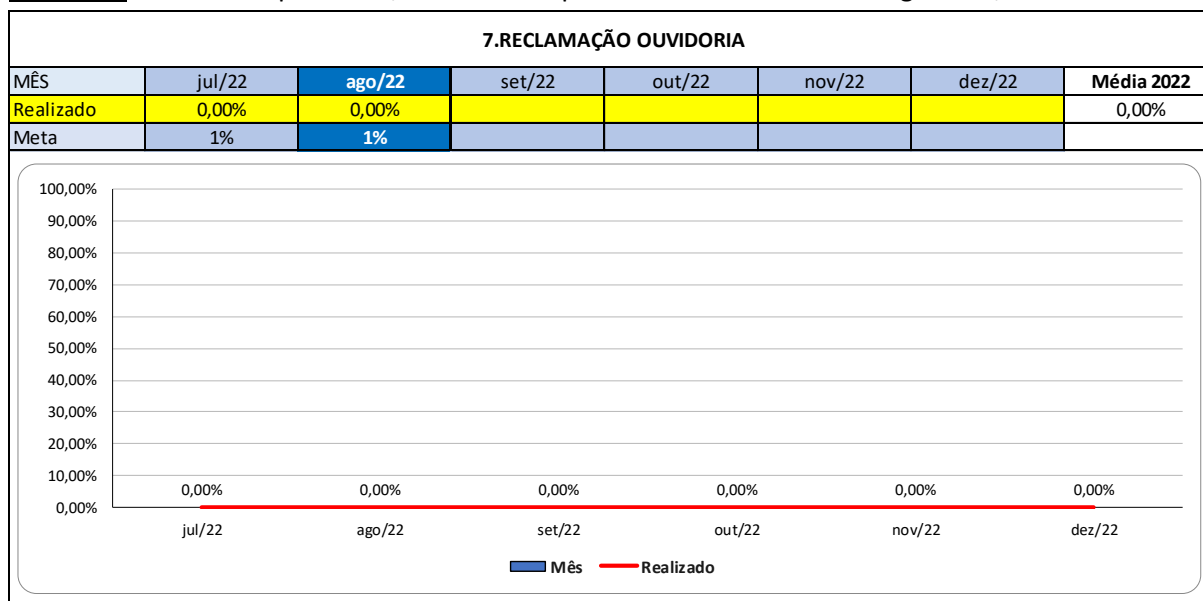 7.RECLAMAÇÃO OUVIDORIA
MÊS jul/22 ago/22 set/22 out/22 nov/22 dez/22 Média 2022
Realizado 0,00% 0,00% 0,00%
Meta 1% 1%
100,00%
90,00%
80,00%
70,00%
60,00%
50,00%
40,00%
30,00%
20,00%
10,00%
0,00%
0,00% 0,00% 0,00% 0,00% 0,00% 0,00%
jul/22 ago/22 set/22 out/22 nov/22 dez/22
Mês Realizado